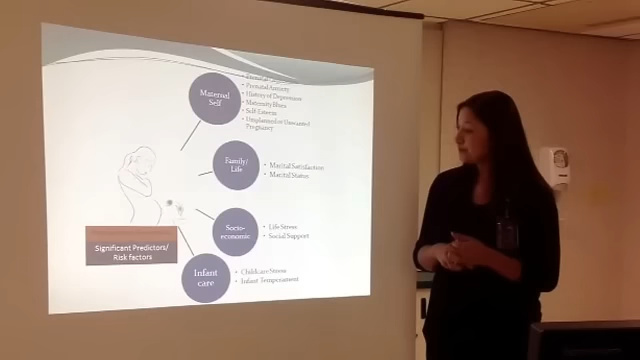 Maternal
Self
Prenatal
Prenatal Anxiety
History of Depression
Maternity Blues
Self Esteem
Unplanned or Unwanted
Pregnancy
Family/
Life
Marital Satisfaction
Marital Status
Socio-
economic
Life Stress
Social Support
Significant Predictors/
Risk factors
Infant
care
Childcare Stress
Infant Temperament